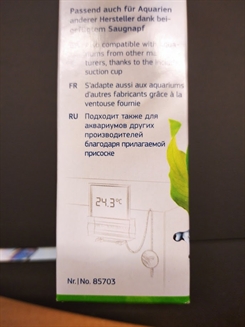 Passend auch für Aquarien
anderer Hersteller dank bei-
gefügtem Saugnapf
compatible with
from other
turers, thanks to the
suction cup
FR S'adapte aussi aux aquariums
d'autres fabricants grâce à la
ventouse fournie
RU Подходит также для
аквариумов других
производителей
благодаря прилагаемой
присоске
24.3°C
Nr. | No. 85703